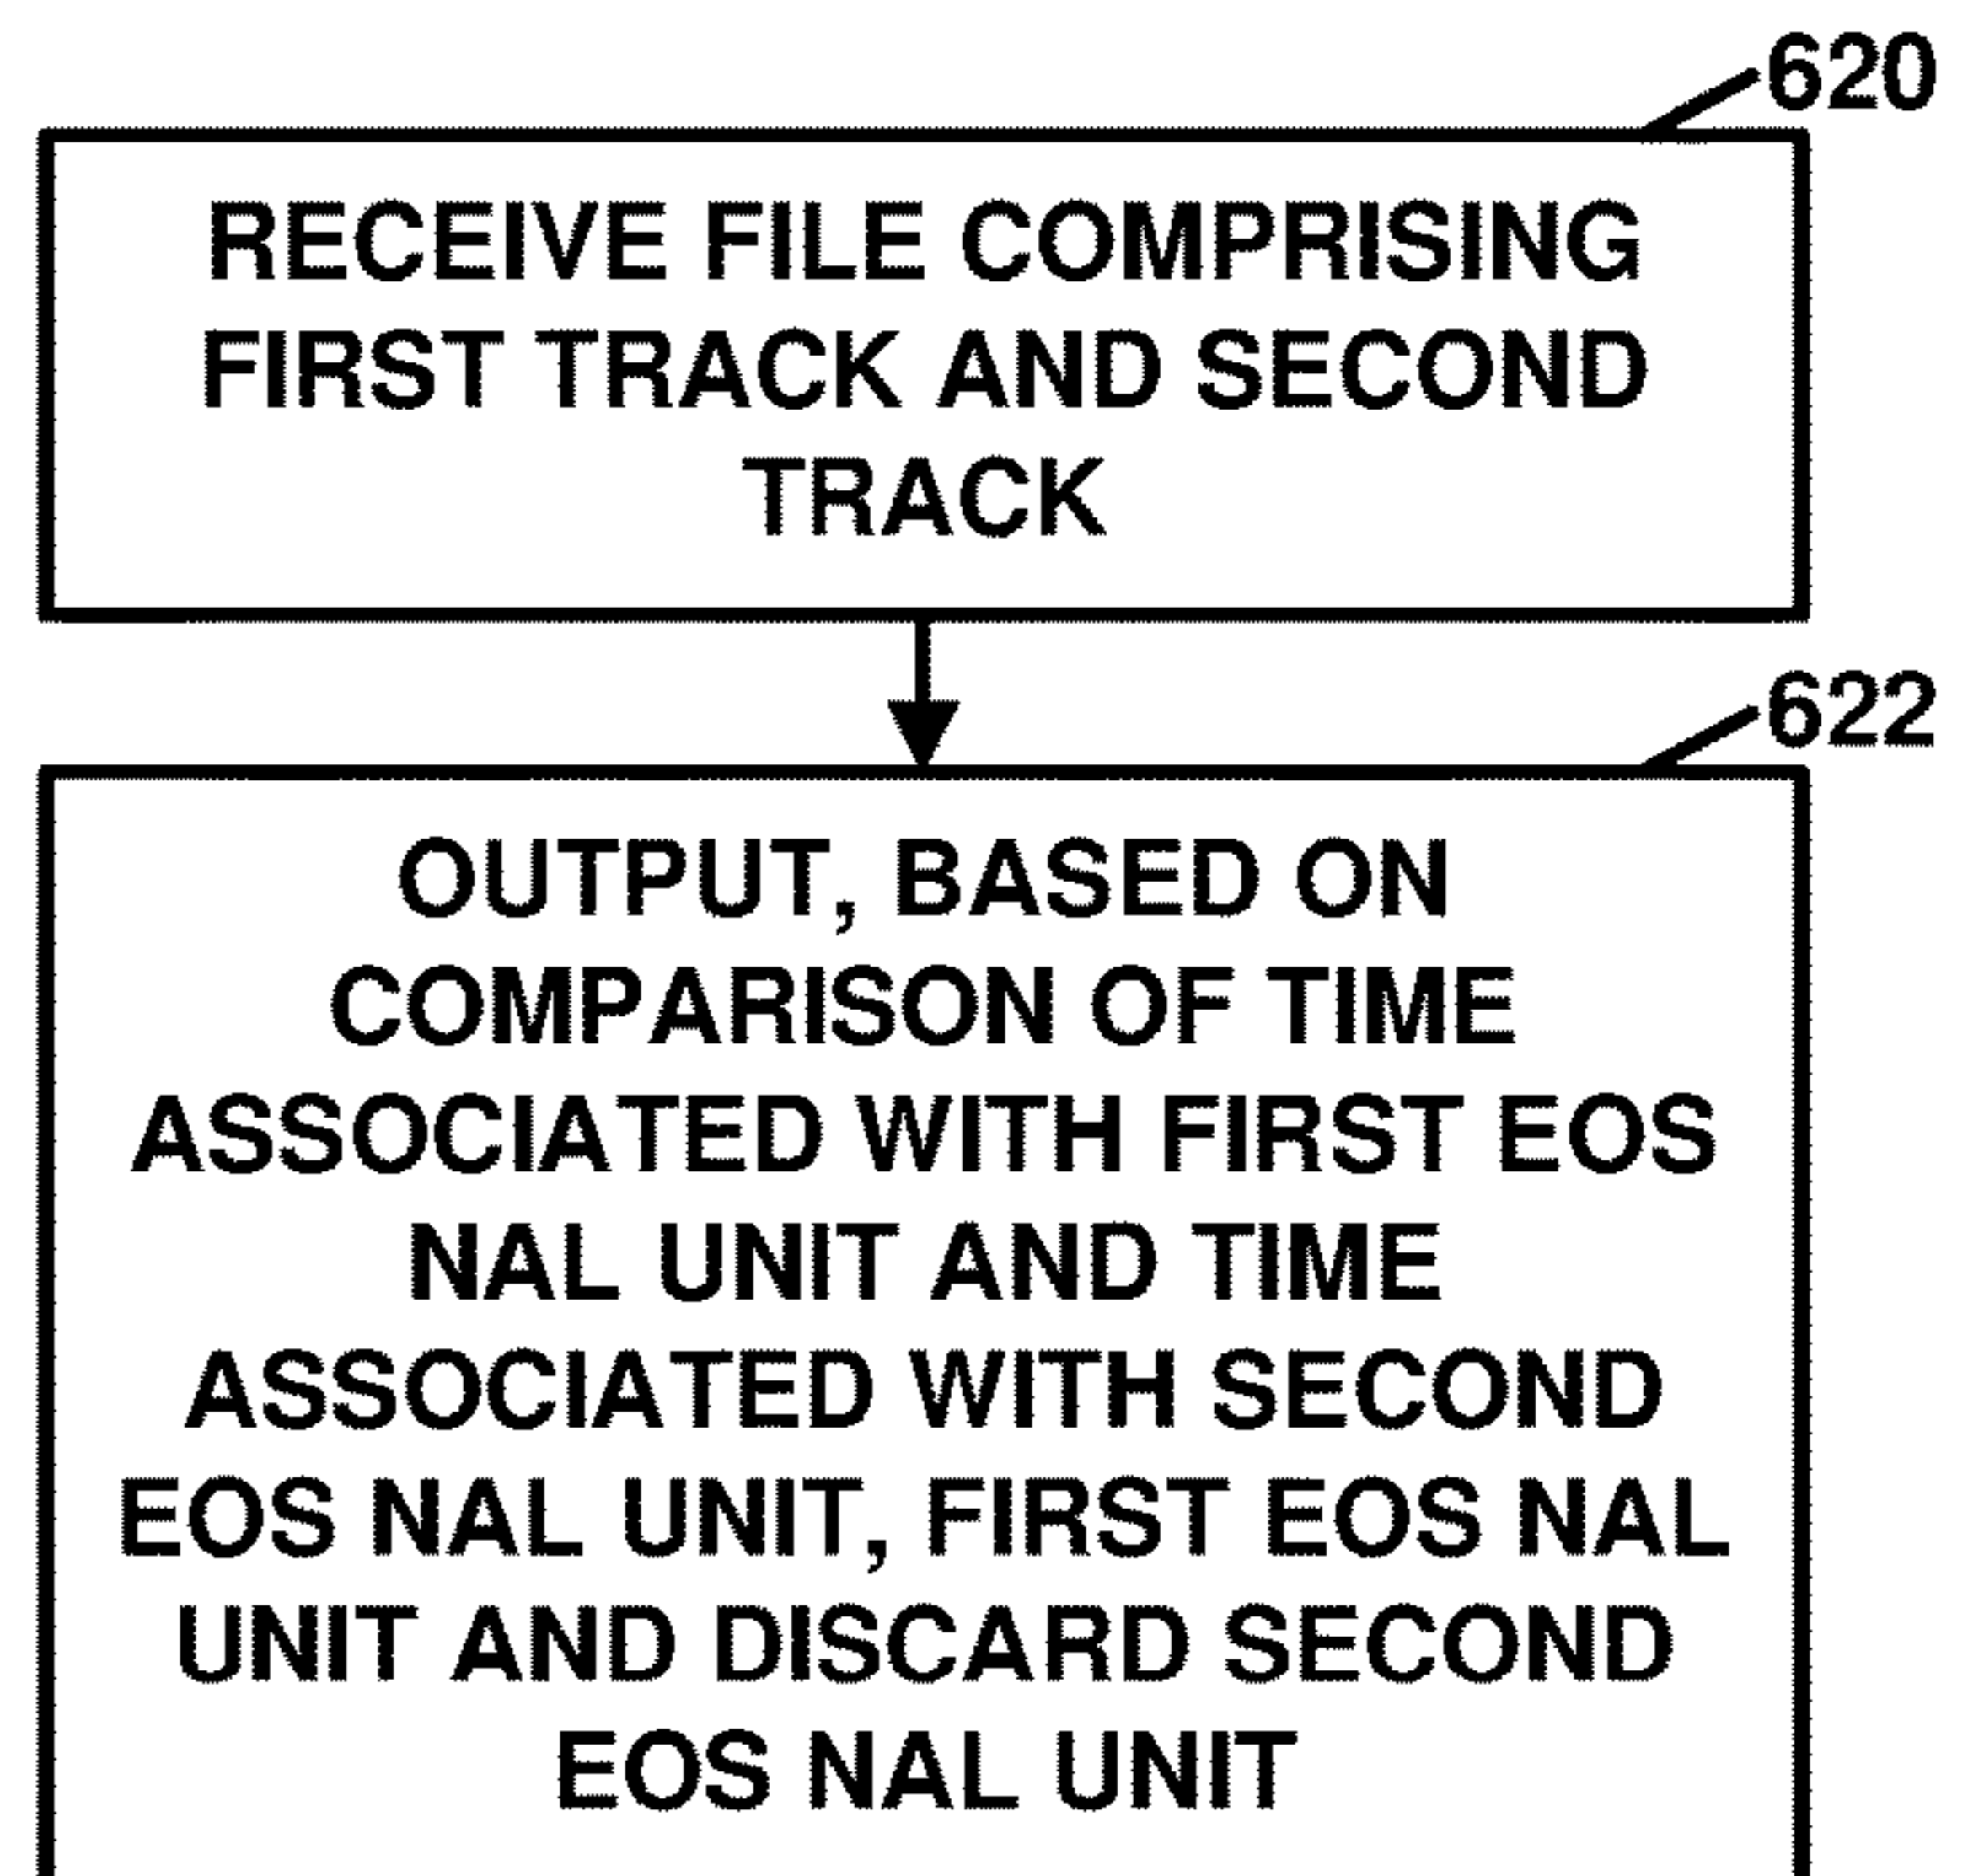 620
RECEIVE FILE COMPRISING
FIRST TRACK AND SECOND
TRACK
622
OUTPUT, BASED ON
COMPARISON OF TIME
ASSOCIATED WITH FIRST EOS
NAL UNIT AND TIME
ASSOCIATED WITH SECOND
EOS NAL UNIT, FIRST EOS NAL
UNIT AND DISCARD SECOND
EOS NAL UNIT